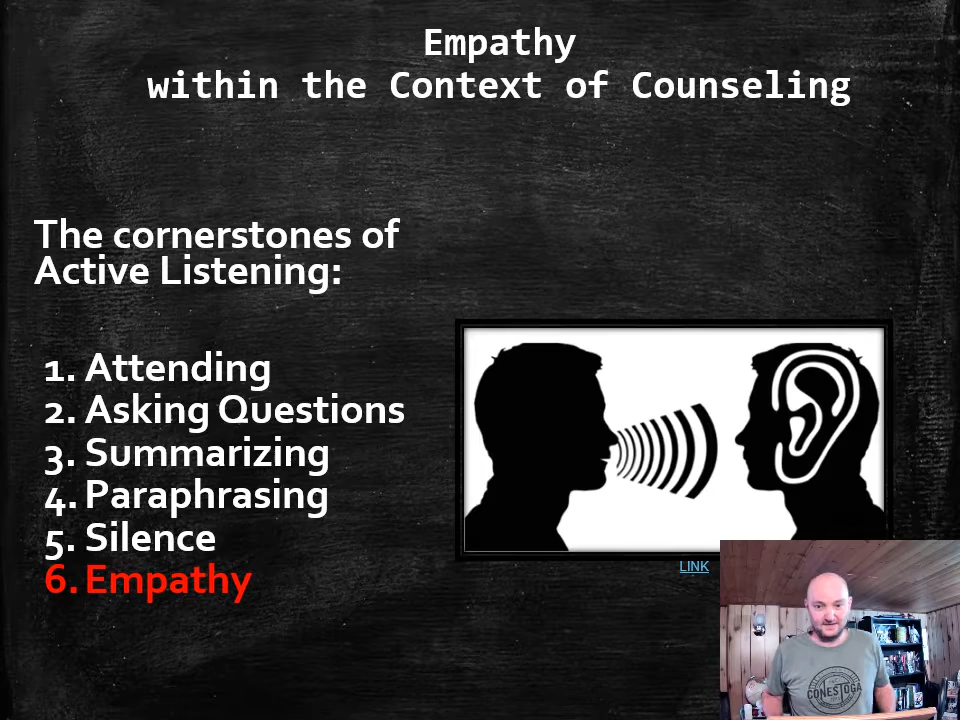 Empathy
within the Context of Counseling
The cornerstones of
Active Listening:
1. Attending
2. Asking Questions
3. Summarizing
4. Paraphrasing
5. Silence
6. Empathy
LINK
CONESTOGA